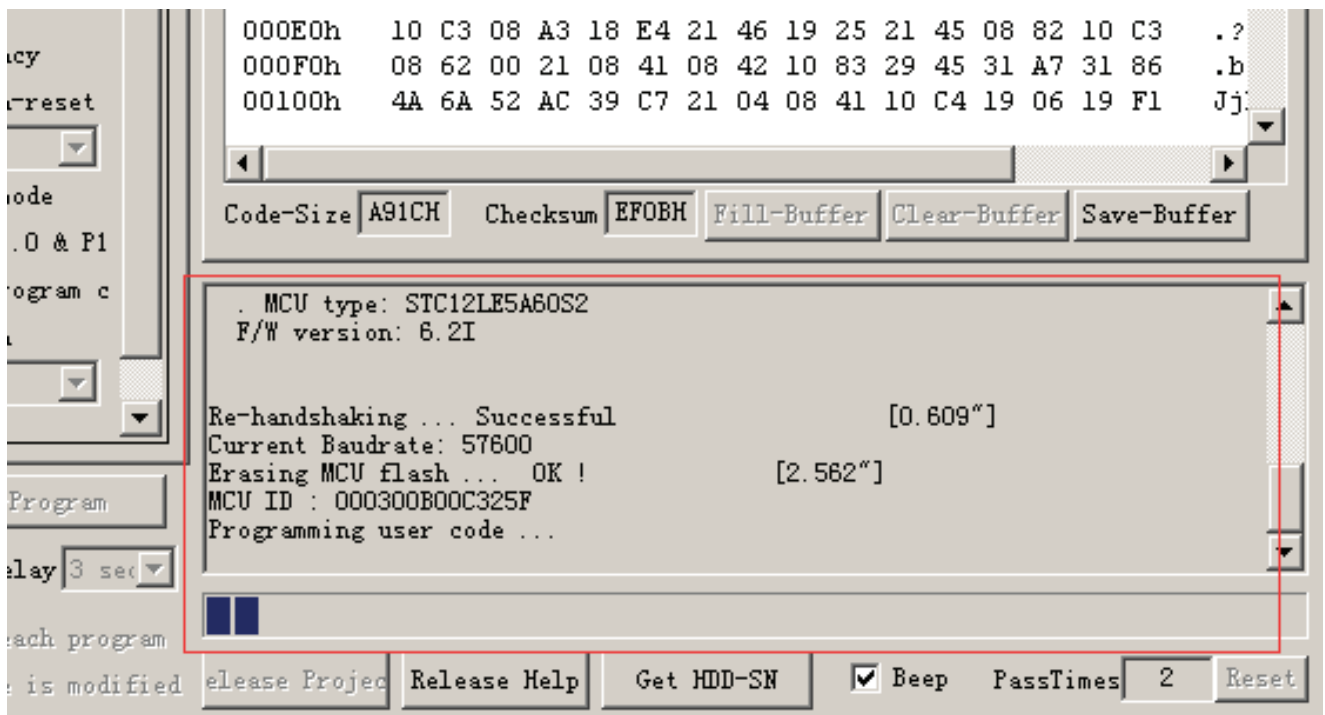 000E0h 10 C3 08 A3 18 E4 21 46 19 25 21 45 08 82 10 C3 .?
000F0h 08 62 00 21 08 41 08 42 10 83 29 45 31 A7 31 86 .b
00100h 4A 6A 52 AC 39 C7 21 04 08 41 10 C4 19 06 19 F1 Jj
-reset
.0 & P1
Code-Size A91CH Checksum EF0BH Fill-Buffer Clear-Buffer Save-Buffer
. MCU type: STC12LE5A60S2
F/W version: 6.2I
Re-handshaking ... Successful [0.609"]
Current Baudrate: 57600
Erasing MCU flash ... OK ! [2.562"]
MCU ID : 000300B00C325F
Programming user code ...
Program
elay 3 sec
each program
is modified
elease Projec Release Help Get HDD-SN Beep PassTimes 2 Reset